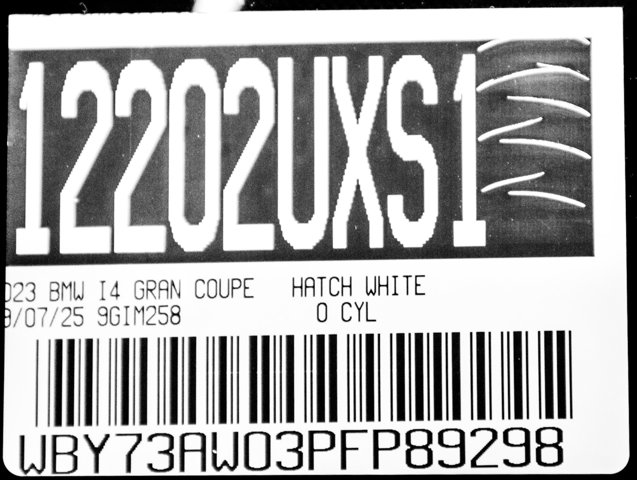 12202UXS1
023 BMW I4 GRAN COUPE HATCH WHITE
9/07/25 9GIM258 0 CYL
WBY73AW03PFP89298